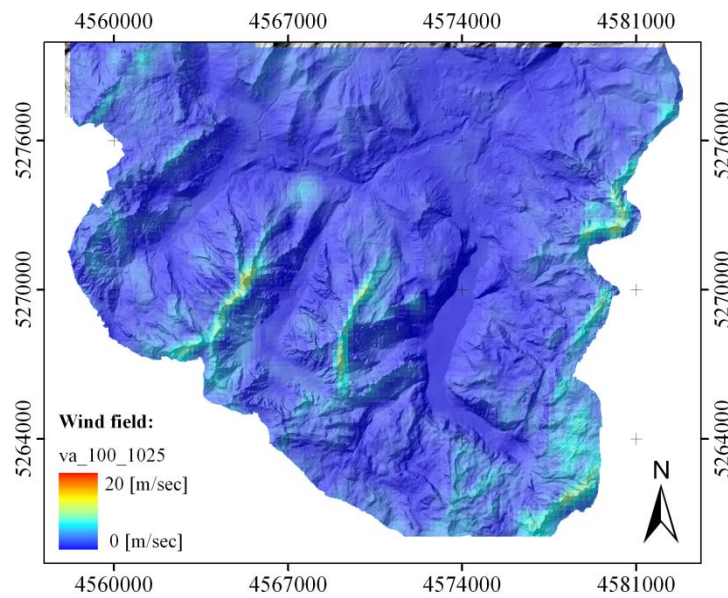 4560000 4567000 4574000 4581000
5276000 5276000
5270000 5270000
5264000 5264000
Wind field:
va_100_1025
20 [m/sec]
0 [m/sec]
N
4560000 4567000 4574000 4581000